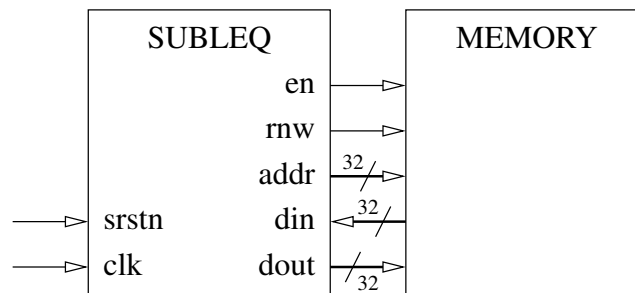 SUBLEQ MEMORY
en
rnw
addr 32
srstn din 32
clk dout 32